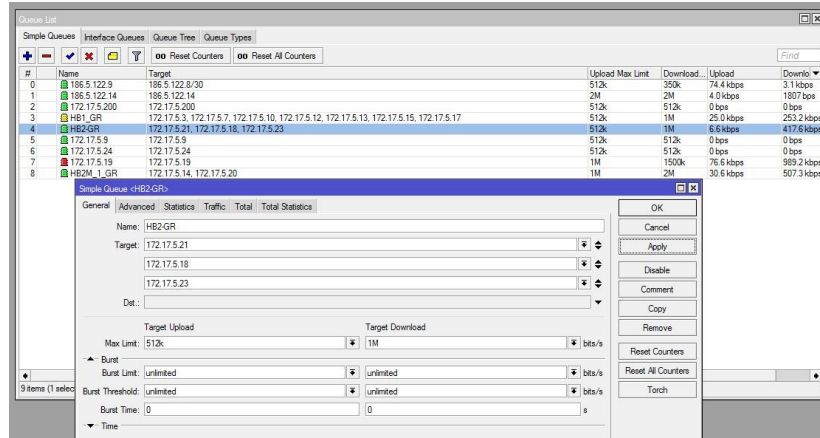 Queue List
Simple Queues Interface Queues Queue Tree Queue Types
00 Reset Counters 00 Reset All Counters Find
# Name Target Upload Max Limit Download... Upload Downlo
0 186.5.122.9 186.5.122.8/30 512k 350k 74.4 kbps 3.1 kbps
1 186.5.122.14 186.5.122.14 2M 2M 4.0 kbps 1807 bps
2 172.17.5.200 172.17.5.200 512k 512k 0 bps 0 bps
3 HB1_GR 172.17.5.3, 172.17.5.7, 172.17.5.10, 172.17.5.12, 172.17.5.13, 172.17.5.15, 172.17.5.17 512k 1M 25.0 kbps 253.2 kbps
4 HB2-GR 172.17.5.21, 172.17.5.18, 172.17.5.23 512k 1M 6.6 kbps 417.6 kbps
5 172.17.5.9 172.17.5.9 512k 512k 0 bps 0 bps
6 172.17.5.24 172.17.5.24 512k 512k 0 bps 0 bps
7 172.17.5.19 172.17.5.19 1M 1500k 76.6 kbps 989.2 kbps
8 HB2M_1_GR 172.17.5.14, 172.17.5.20 1M 2M 30.6 kbps 507.3 kbps
Simple Queue <HB2-GR>
General Advanced Statistics Traffic Total Total Statistics
OK
Name: HB2-GR
Cancel
Target: 172.17.5.21
Apply
172.17.5.18
Disable
172.17.5.23
Comment
Dst.:
Copy
Target Upload Target Download
Remove
Max Limit: 512k 1M bits/s
Reset Counters
Burst
Burst Limit: unlimited unlimited bits/s
Reset All Counters
9 items (1 selec
Burst Threshold: unlimited unlimited bits/s
Torch
Burst Time: 0 0 s
Time